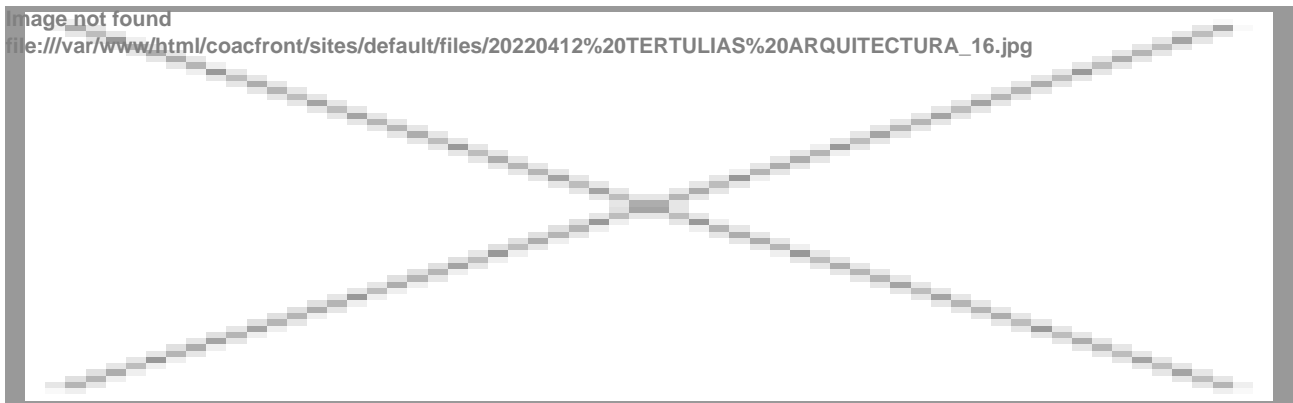 Image not found
file:///var/www/html/coacfront/sites/default/files/20220412%20TERTULIAS%20ARQUITECTURA_16.jpg